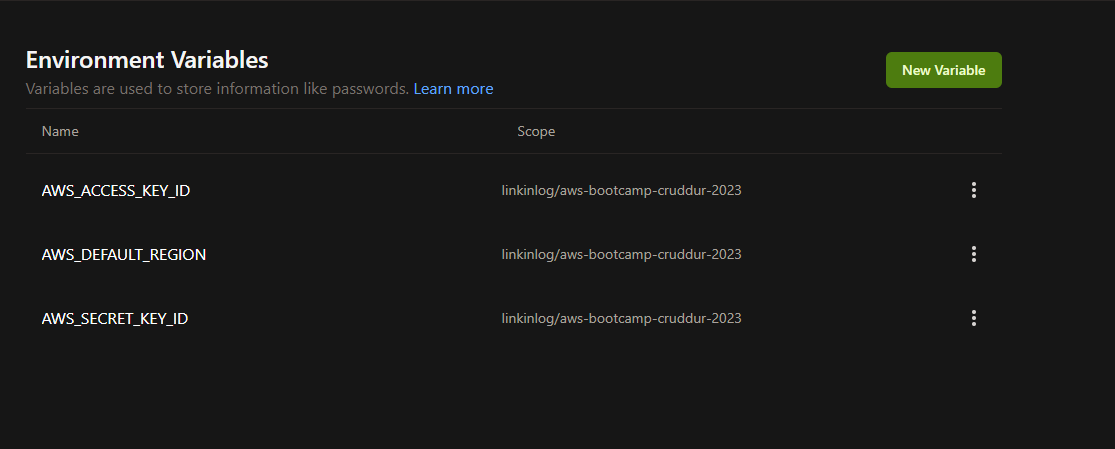 Environment Variables
New Variable
Variables are used to store information like passwords. Learn more
Name Scope
AWS_ACCESS_KEY_ID linkinlog/aws-bootcamp-cruddur-2023
AWS_DEFAULT_REGION linkinlog/aws-bootcamp-cruddur-2023
AWS_SECRET_KEY_ID linkinlog/aws-bootcamp-cruddur-2023